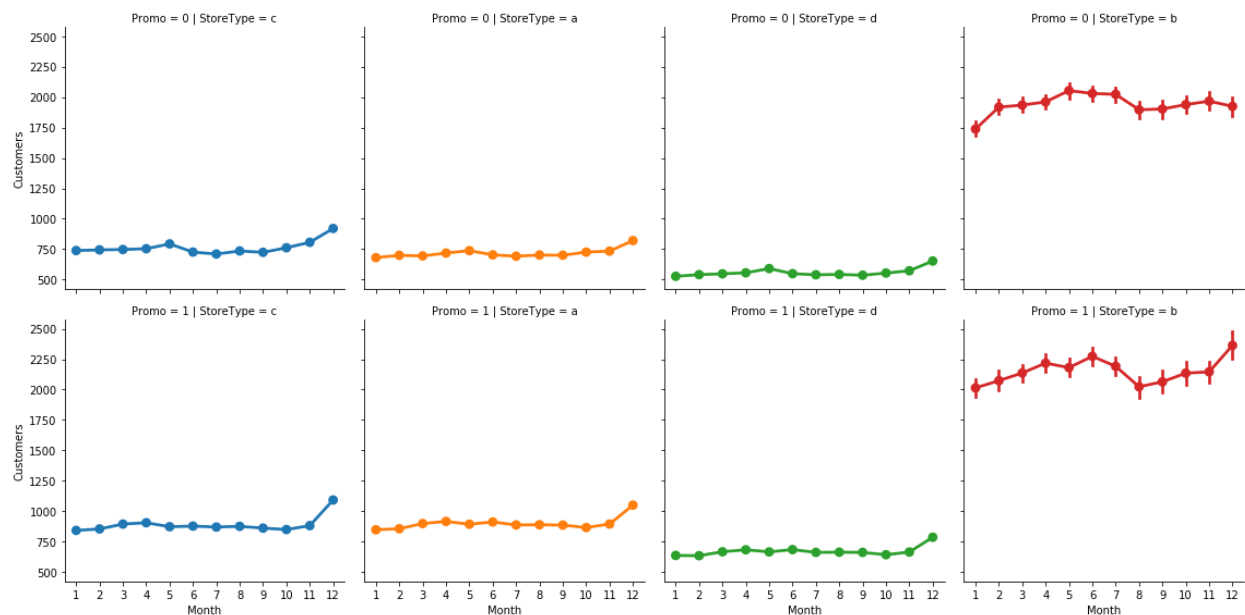 Promo = 0 | StoreType = c
Promo = 0 | StoreType = a
Promo = 0 | StoreType = d
Promo = 0 | StoreType = b
2500
2250
2000
1750
1500
1250
1000
750
500
Customers
Promo = 1 | StoreType = c
Promo = 1 | StoreType = a
Promo = 1 | StoreType = d
Promo = 1 | StoreType = b
2500
2250
2000
1750
1500
1250
1000
750
500
Customers
1 2 3 4 5 6 7 8 9 10 11 12
Month
1 2 3 4 5 6 7 8 9 10 11 12
Month
1 2 3 4 5 6 7 8 9 10 11 12
Month
1 2 3 4 5 6 7 8 9 10 11 12
Month